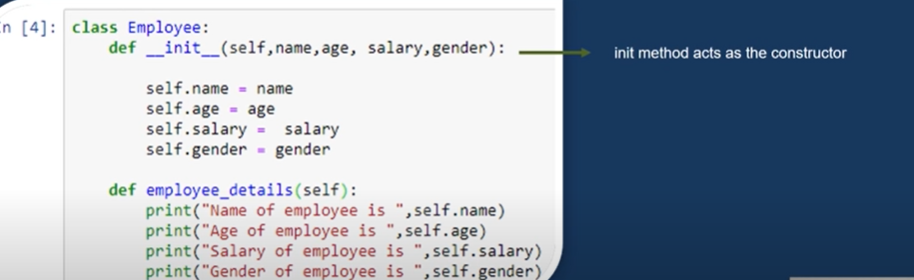 n [4]: class Employee:
def __init__(self,name,age, salary,gender):
init method acts as the constructor
self.name = name
self.age = age
self.salary =  salary
self.gender = gender
def employee_details(self):
print("Name of employee is ",self.name)
print("Age of employee is ",self.age)
print("Salary of employee is ",self.salary)
print("Gender of employee is ",self.gender)